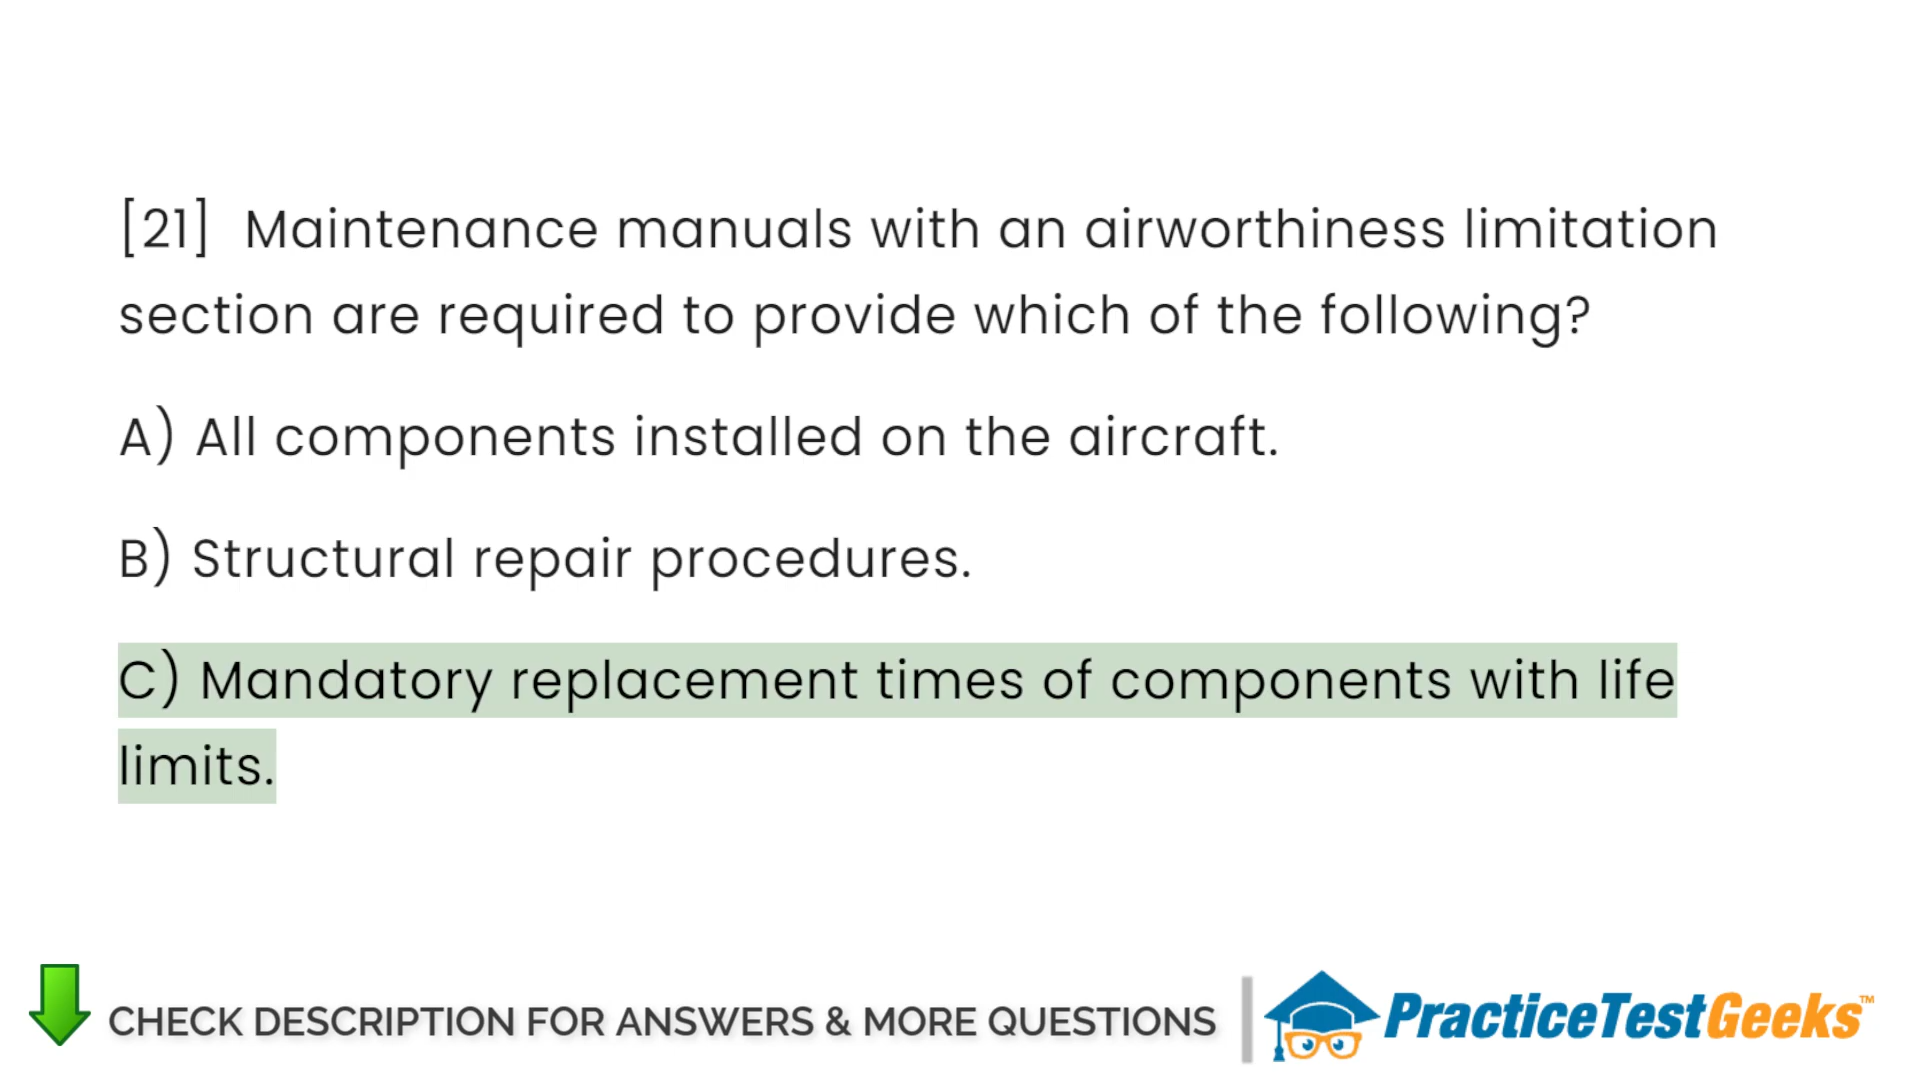 [21] Maintenance manuals with an airworthiness limitation
section are required to provide which of the following?
A) All components installed on the aircraft.
B) Structural repair procedures.
C) Mandatory replacement times of components with life
limits.
CHECK DESCRIPTION FOR ANSWERS & MORE QUESTIONS
PracticeTestGeeks™